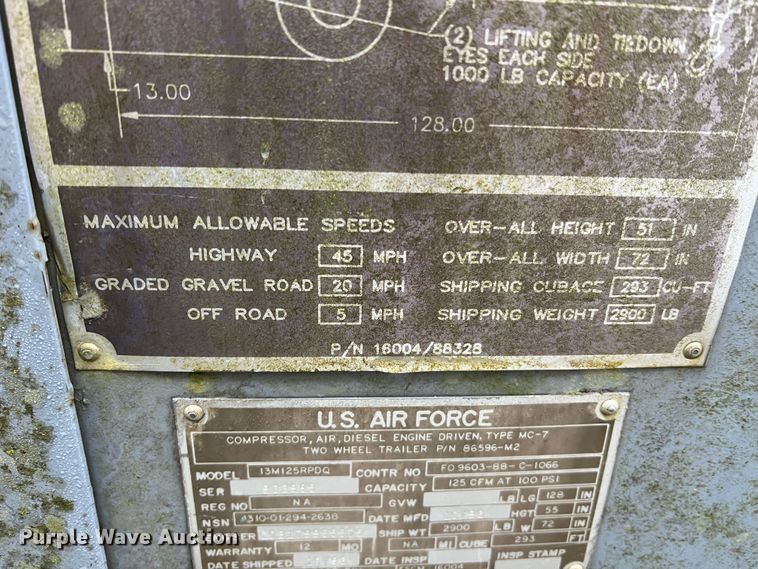 (2) LIFTING AND TIEDOWN
EYES EACH SIDE
1000 LB CAPACITY (EA)
13.00
128.00
MAXIMUM ALLOWABLE SPEEDS
HIGHWAY 45 MPH
GRADED GRAVEL ROAD 20 MPH
OFF ROAD 5 MPH
OVER-ALL HEIGHT 51 IN
OVER-ALL WIDTH 72 IN
SHIPPING CUBAGE 293 CU-FT
SHIPPING WEIGHT 2900 LB
P/N 16004/88328
U.S. AIR FORCE
COMPRESSOR, AIR, DIESEL ENGINE DRIVEN, TYPE MC-7
TWO WHEEL TRAILER P/N 86596-M2
MODEL 13M125RPDQ CONTR NO FO 9603-88-C-1066
SER CAPACITY 125 CFM AT 100 PSI
REG NO NA GVW LB LG 128 IN
NSN 4310-01-294-2638 DATE MFD HGT 55 IN
SHIP WT 2900 LB W 72 IN
WARRANTY 12 MO NA MI CUBE 293 FT
DATE SHIPPED INSP DATE INSP STAMP
Purple Wave Auction
PurpleWave.com